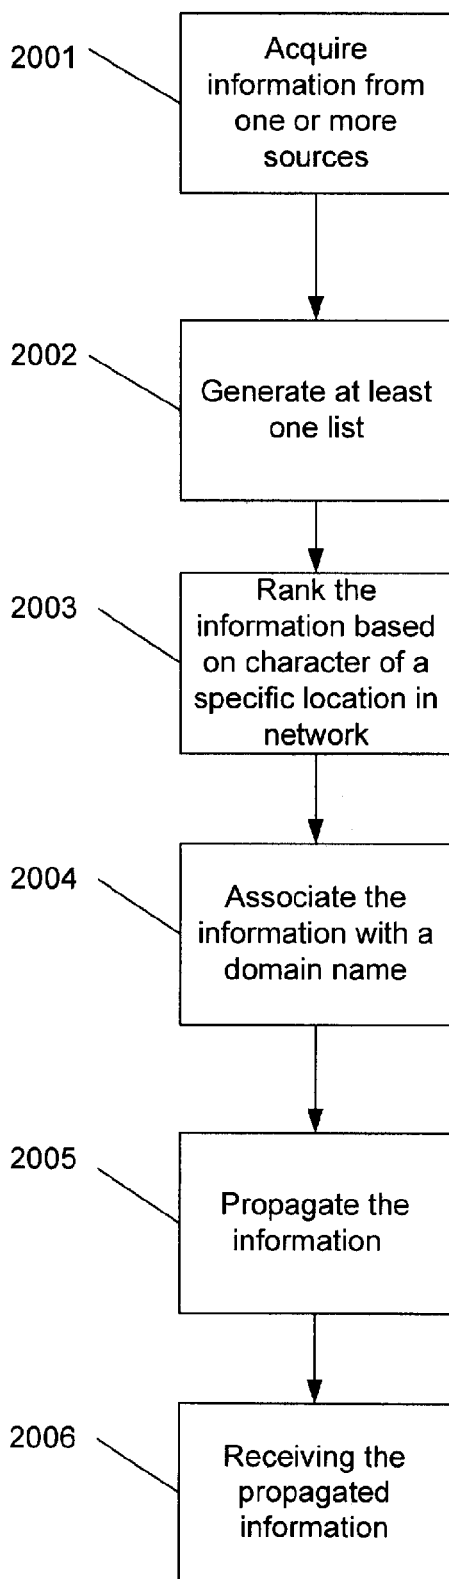 2001
Acquire
information from
one or more
sources
2002
Generate at least
one list
2003
Rank the
information based
on character of a
specific location in
network
2004
Associate the
information with a
domain name
2005
Propagate the
information
2006
Receiving the
propagated
information